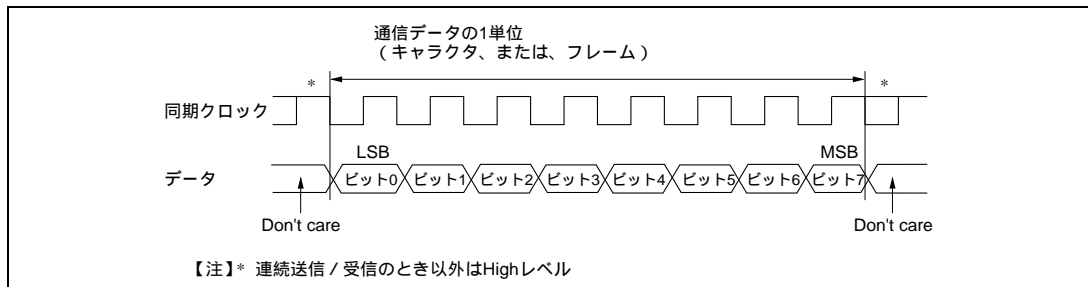 通信データの1単位
（キャラクタ、または、フレーム）
* *
同期クロック
LSB MSB
データ ビット0 ビット1 ビット2 ビット3 ビット4 ビット5 ビット6 ビット7
Don't care Don't care
【注】* 連続送信／受信のとき以外はHighレベル